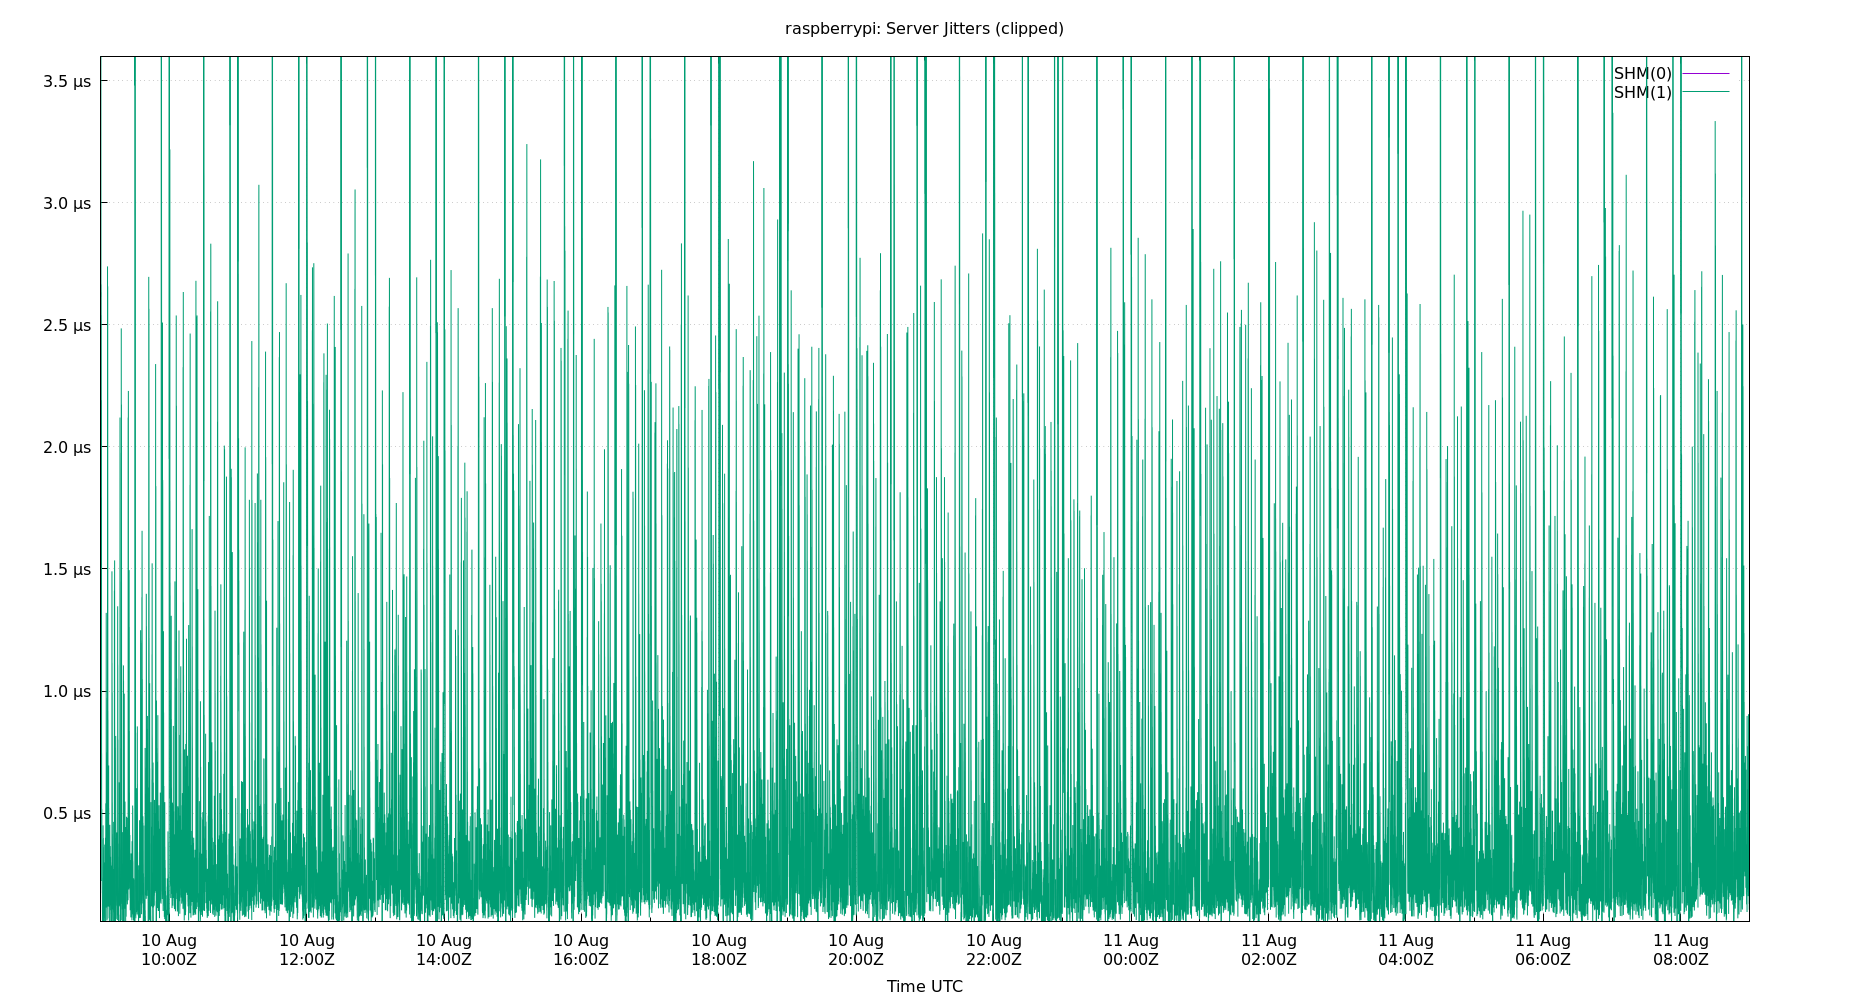 raspberrypi: Server Jitters (clipped)
SHM(0)
SHM(1)
3.5 µs
3.0 µs
2.5 µs
2.0 µs
1.5 µs
1.0 µs
0.5 µs
10 Aug 10 Aug 10 Aug 10 Aug 10 Aug 10 Aug 10 Aug 11 Aug 11 Aug 11 Aug 11 Aug 11 Aug
10:00Z 12:00Z 14:00Z 16:00Z 18:00Z 20:00Z 22:00Z 00:00Z 02:00Z 04:00Z 06:00Z 08:00Z
Time UTC